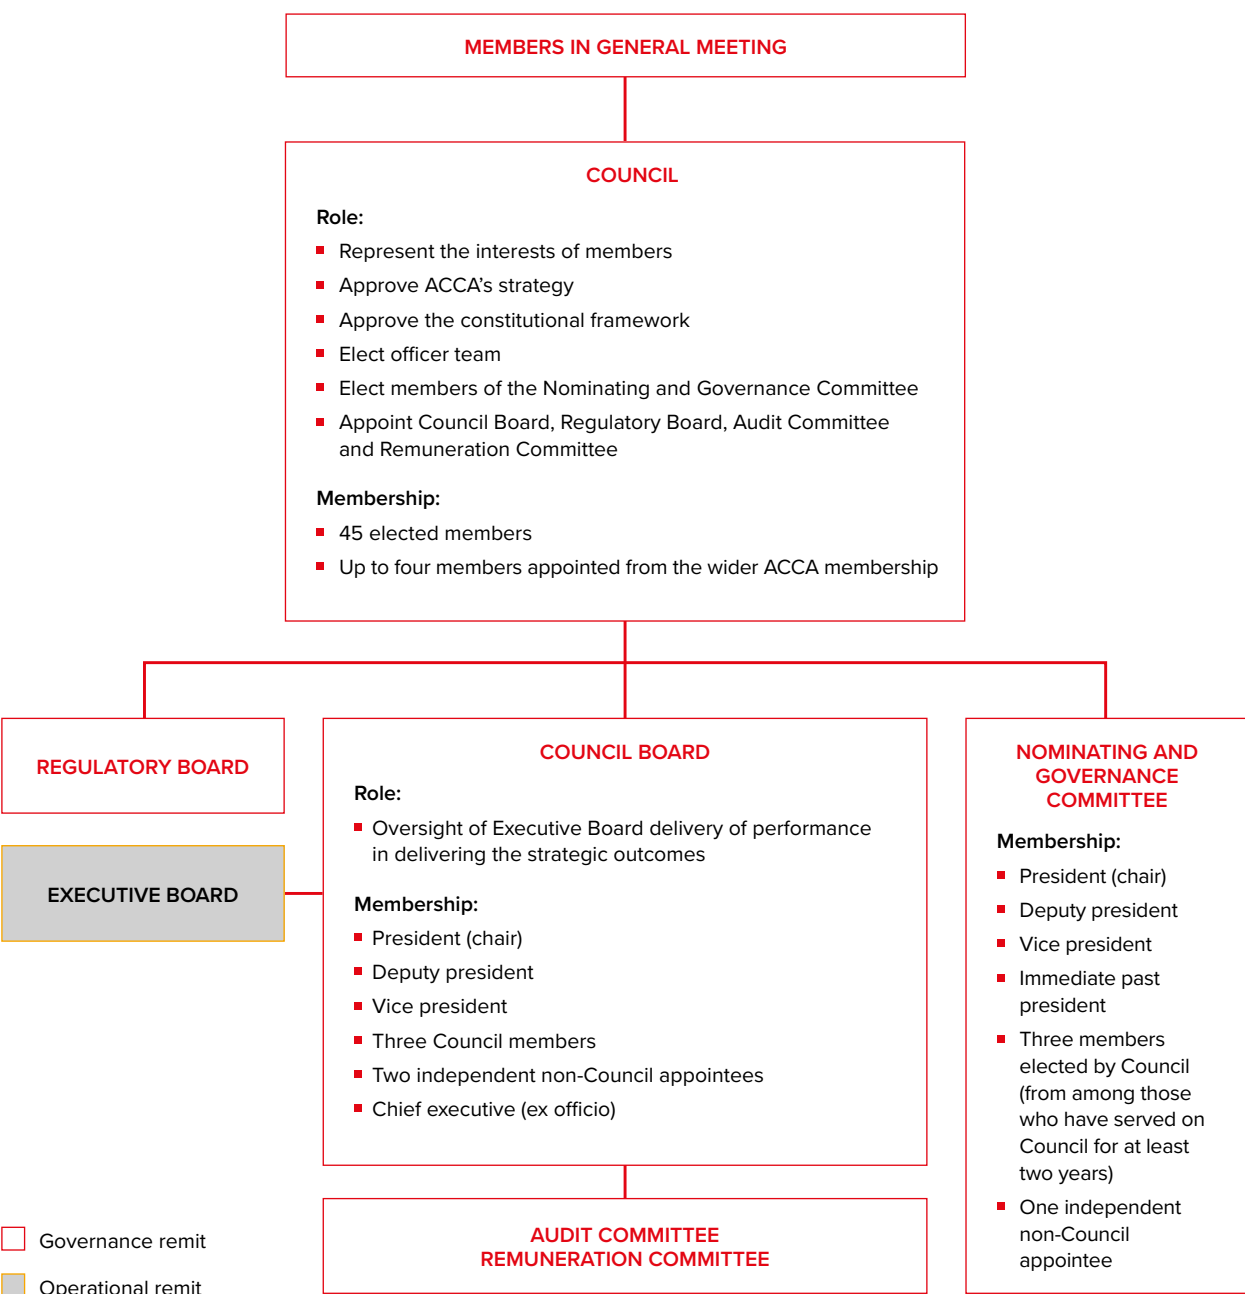 MEMBERS IN GENERAL MEETING
COUNCIL
Role:
Represent the interests of members
Approve ACCA’s strategy
Approve the constitutional framework
Elect officer team
Elect members of the Nominating and Governance Committee
Appoint Council Board, Regulatory Board, Audit Committee
and Remuneration Committee
Membership:
45 elected members
Up to four members appointed from the wider ACCA membership
REGULATORY BOARD
EXECUTIVE BOARD
COUNCIL BOARD
Role:
Oversight of Executive Board delivery of performance
in delivering the strategic outcomes
Membership:
President (chair)
Deputy president
Vice president
Three Council members
Two independent non-Council appointees
Chief executive (ex officio)
NOMINATING AND
GOVERNANCE
COMMITTEE
Membership:
President (chair)
Deputy president
Vice president
Immediate past
president
Three members
elected by Council
(from among those
who have served on
Council for at least
two years)
One independent
non-Council
appointee
AUDIT COMMITTEE
REMUNERATION COMMITTEE
Governance remit
Operational remit